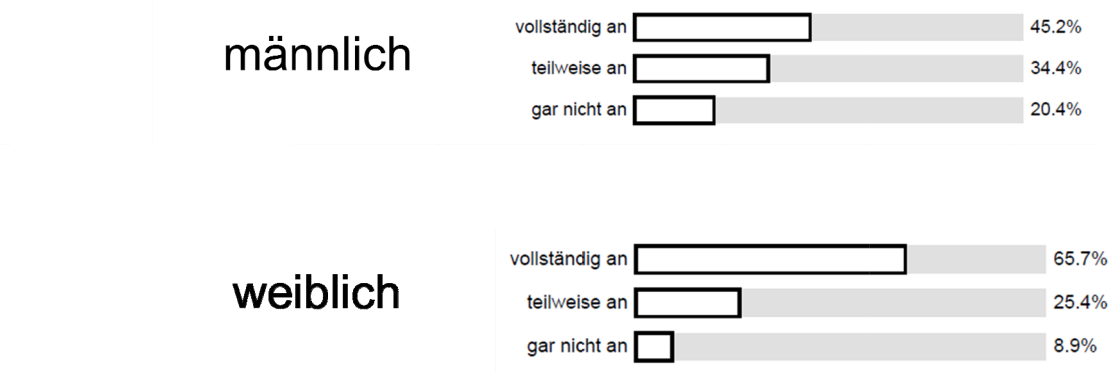 männlich
vollständig an 45.2%
teilweise an 34.4%
gar nicht an 20.4%
weiblich
vollständig an 65.7%
teilweise an 25.4%
gar nicht an 8.9%